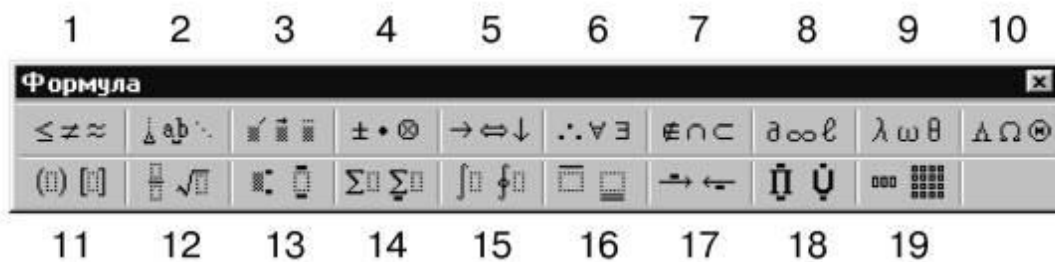 1 2 3 4 5 6 7 8 9 10
Формула
≤ ≠ ≈ ab ⋱ ± • ⊗ → ⇔ ↓ ∴ ∀ ∃ ∉ ∩ ⊂ ∂ ∞ ℓ λ ω θ Λ Ω Θ
(▯) [▯] √▯ Σ▯ Σ▯ ∫▯ ∮▯ → ← Π̄ U̇
11 12 13 14 15 16 17 18 19